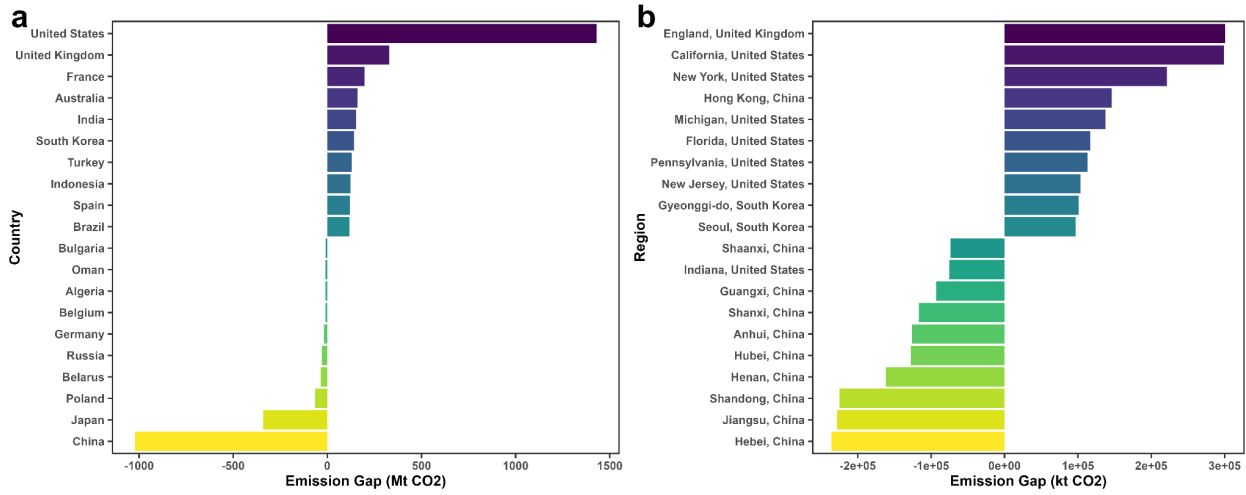 a
United States
United Kingdom
France
Australia
India
South Korea
Turkey
Indonesia
Spain
Brazil
Bulgaria
Oman
Algeria
Belgium
Germany
Russia
Belarus
Poland
Japan
China
Country
-1000 -500 0 500 1000 1500
Emission Gap (Mt CO2)
b
England, United Kingdom
California, United States
New York, United States
Hong Kong, China
Michigan, United States
Florida, United States
Pennsylvania, United States
New Jersey, United States
Gyeonggi-do, South Korea
Seoul, South Korea
Shaanxi, China
Indiana, United States
Guangxi, China
Shanxi, China
Anhui, China
Hubei, China
Henan, China
Shandong, China
Jiangsu, China
Hebei, China
Region
-2e+05 -1e+05 0e+00 1e+05 2e+05 3e+05
Emission Gap (kt CO2)